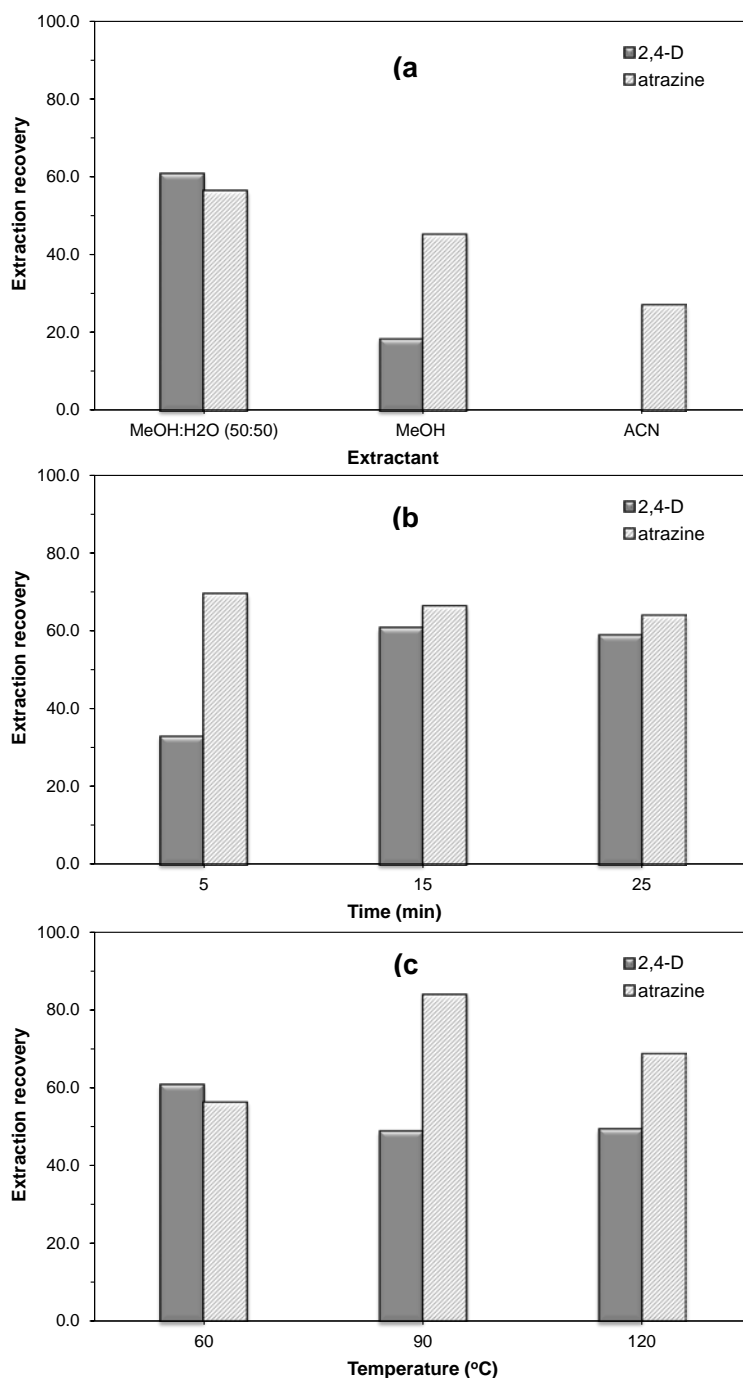 100.0
(a
2,4-D
80.0
atrazine
60.0
40.0
20.0
0.0
Extraction recovery
MeOH:H2O (50:50) MeOH ACN
Extractant
100.0
(b
2,4-D
80.0
atrazine
60.0
40.0
20.0
0.0
Extraction recovery
5 15 25
Time (min)
100.0
(c
2,4-D
80.0
atrazine
60.0
40.0
20.0
0.0
Extraction recovery
60 90 120
Temperature (ºC)